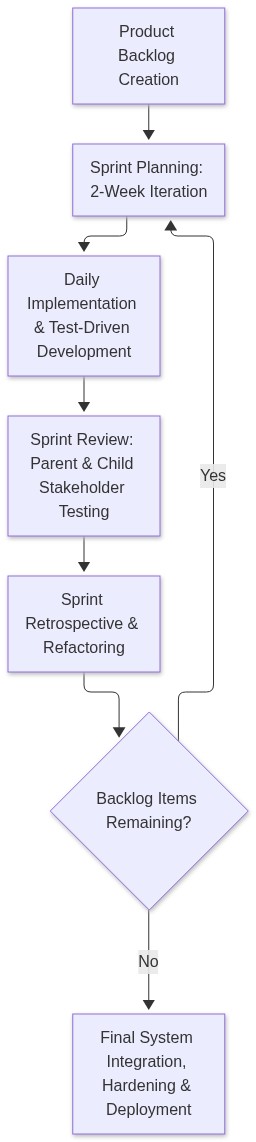 Product
Backlog
Creation
Sprint Planning:
2-Week Iteration
Daily
Implementation
& Test-Driven
Development
Sprint Review:
Parent & Child
Stakeholder
Testing
Yes
Sprint
Retrospective &
Refactoring
Backlog Items
Remaining?
No
Final System
Integration,
Hardening &
Deployment